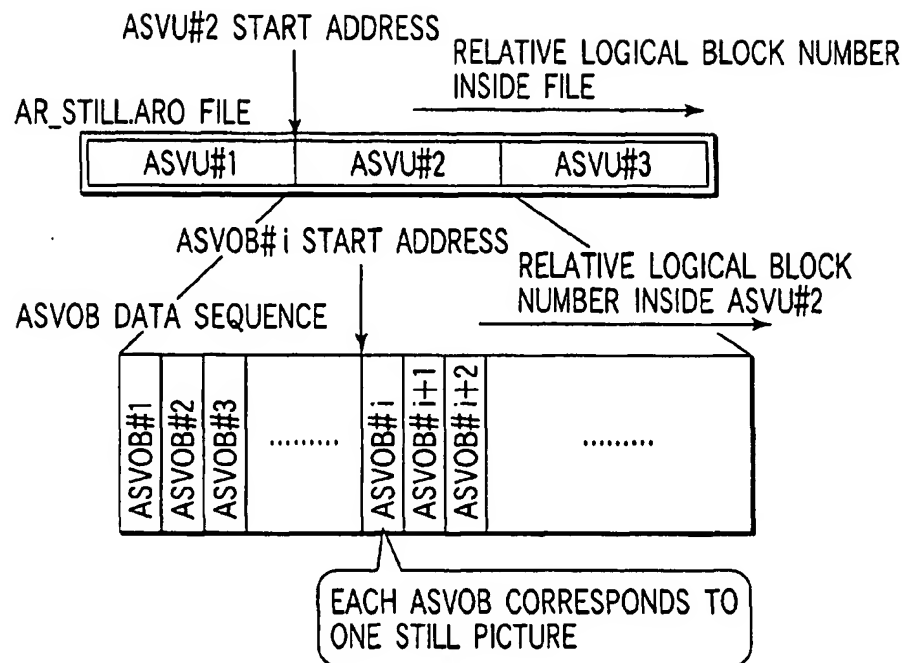 ASVU#2 START ADDRESS
RELATIVE LOGICAL BLOCK NUMBER
INSIDE FILE
AR_STILL.ARO FILE
ASVU#1
ASVU#2
ASVU#3
ASVOB#i START ADDRESS
RELATIVE LOGICAL BLOCK
NUMBER INSIDE ASVU#2
ASVOB DATA SEQUENCE
ASVOB#1
ASVOB#2
ASVOB#3
.........
ASVOB#i
ASVOB#i+1
ASVOB#i+2
.........
EACH ASVOB CORRESPONDS TO
ONE STILL PICTURE